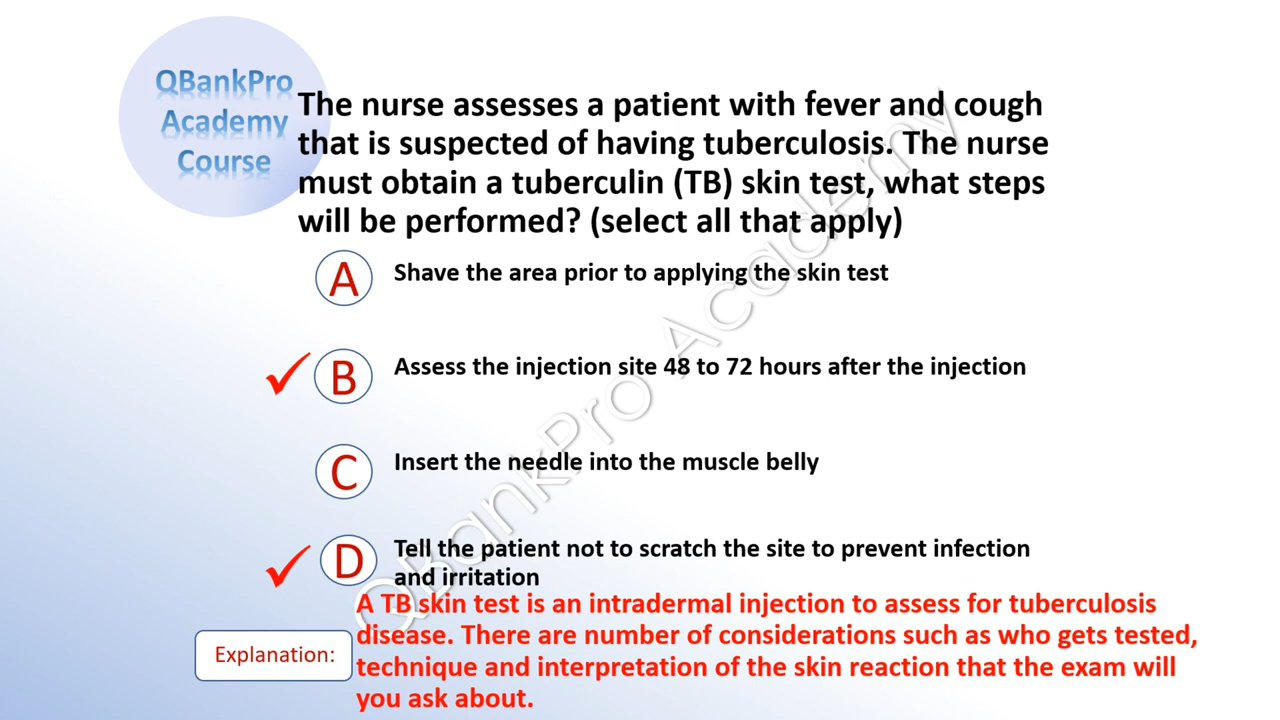 QBankPro
Academy
Course
The nurse assesses a patient with fever and cough
that is suspected of having tuberculosis. The nurse
must obtain a tuberculin (TB) skin test, what steps
will be performed? (select all that apply)
A Shave the area prior to applying the skin test
B Assess the injection site 48 to 72 hours after the injection
C Insert the needle into the muscle belly
D Tell the patient not to scratch the site to prevent infection
and irritation
Explanation:
A TB skin test is an intradermal injection to assess for tuberculosis
disease. There are number of considerations such as who gets tested,
technique and interpretation of the skin reaction that the exam will
you ask about.
QBankPro Academy